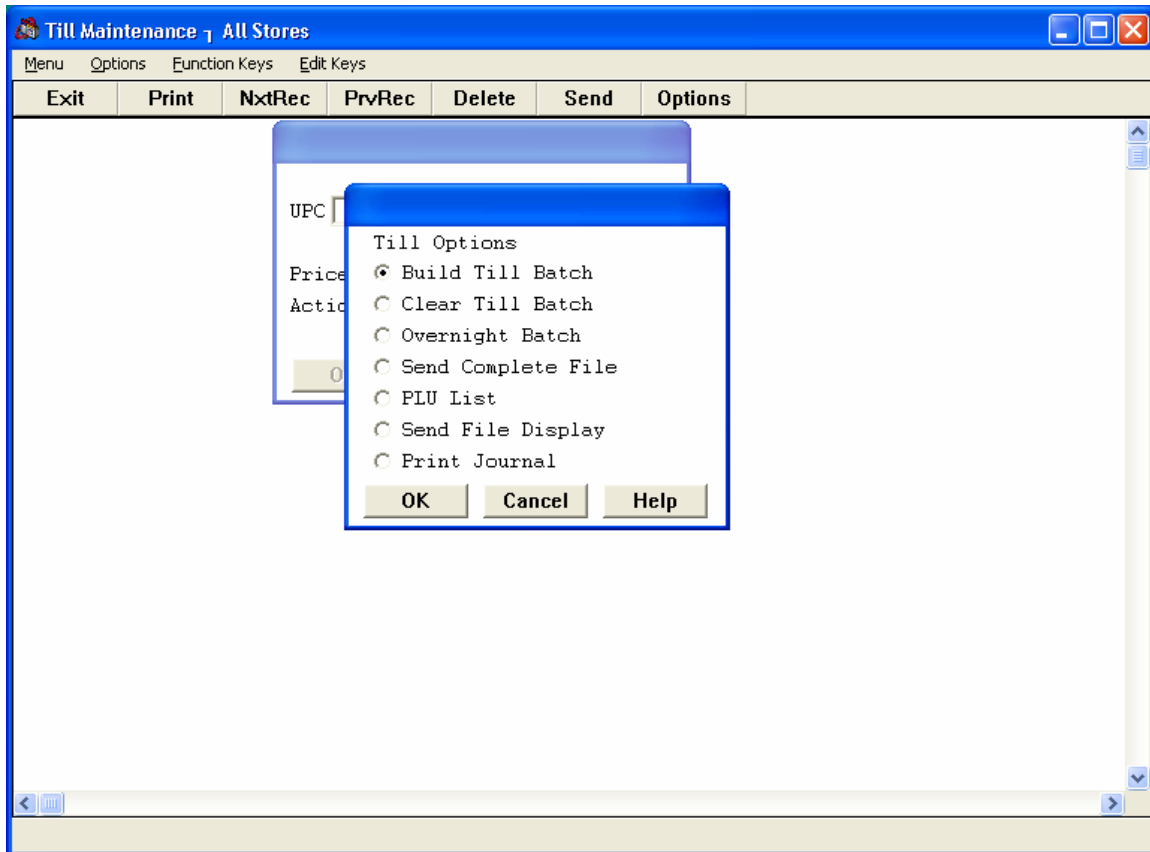 Till Maintenance ┐ All Stores
Menu Options Function Keys Edit Keys
Exit Print NxtRec PrvRec Delete Send Options
UPC
Price
Till Options
Build Till Batch
Clear Till Batch
Overnight Batch
Send Complete File
PLU List
Send File Display
Print Journal
OK Cancel Help